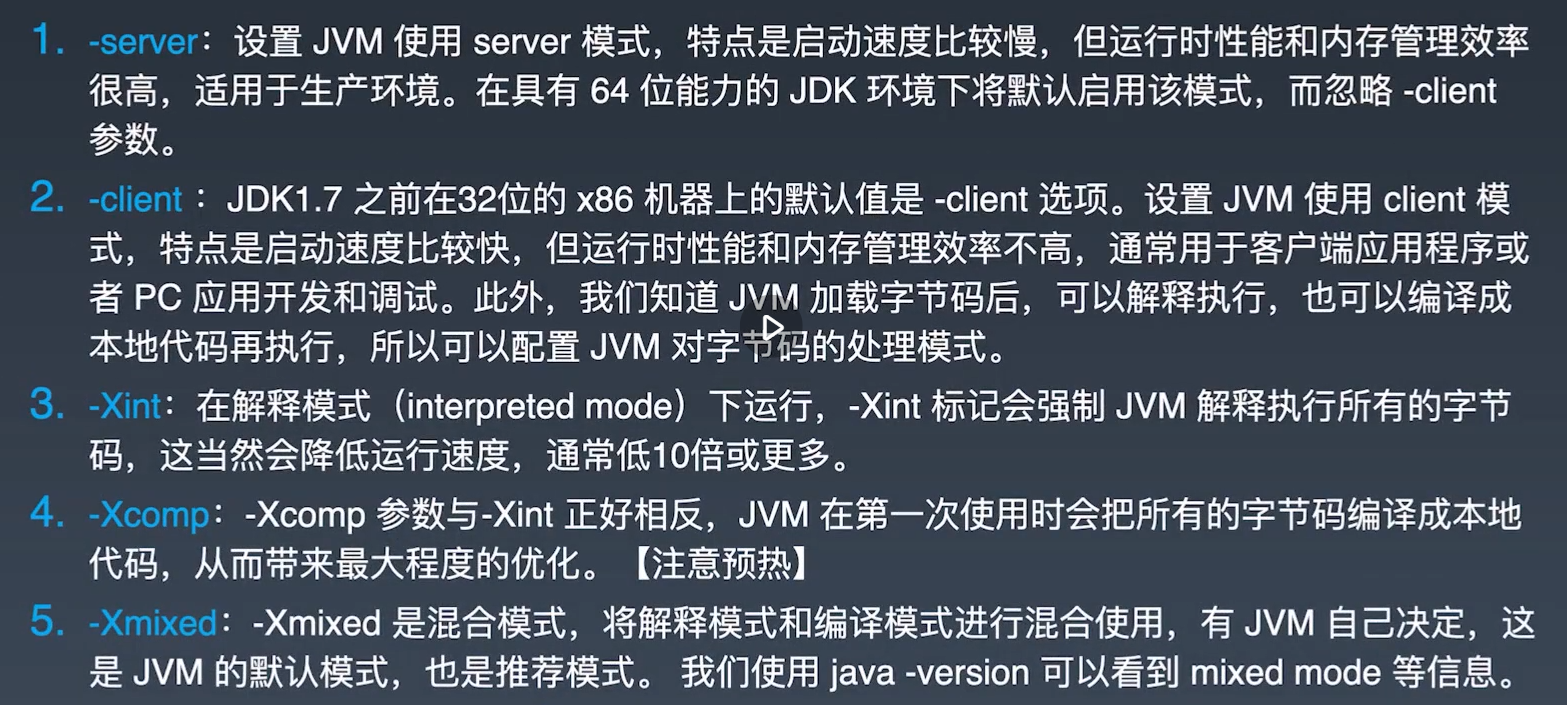 1. -server：设置 JVM 使用 server 模式，特点是启动速度比较慢，但运行时性能和内存管理效率
很高，适用于生产环境。在具有 64 位能力的 JDK 环境下将默认启用该模式，而忽略 -client
参数。
2. -client ：JDK1.7 之前在32位的 x86 机器上的默认值是 -client 选项。设置 JVM 使用 client 模
式，特点是启动速度比较快，但运行时性能和内存管理效率不高，通常用于客户端应用程序或
者 PC 应用开发和调试。此外，我们知道 JVM 加载字节码后，可以解释执行，也可以编译成
本地代码再执行，所以可以配置 JVM 对字节码的处理模式。
3. -Xint：在解释模式（interpreted mode）下运行，-Xint 标记会强制 JVM 解释执行所有的字节
码，这当然会降低运行速度，通常低10倍或更多。
4. -Xcomp：-Xcomp 参数与-Xint 正好相反，JVM 在第一次使用时会把所有的字节码编译成本地
代码，从而带来最大程度的优化。【注意预热】
5. -Xmixed：-Xmixed 是混合模式，将解释模式和编译模式进行混合使用，有 JVM 自己决定，这
是 JVM 的默认模式，也是推荐模式。 我们使用 java -version 可以看到 mixed mode 等信息。